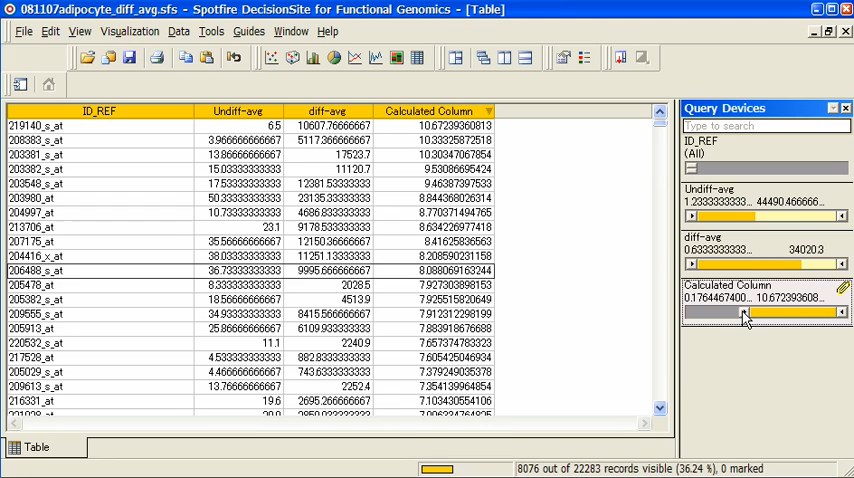 081107adipocyte_diff_avg.sfs - Spotfire DecisionSite for Functional Genomics - [Table]
File Edit View Visualization Data Tools Guides Window Help
ID_REF Undiff-avg diff-avg Calculated Column
219140_s_at 6.5 10607.76666667 10.67239360813
208383_s_at 3.966666666667 5117.366666667 10.33325872518
203381_s_at 13.86666666667 17523.7 10.30347067854
203382_s_at 15.03333333333 11120.7 9.53086695424
203548_s_at 17.53333333333 12381.53333333 9.46387397533
203980_at 50.33333333333 23135.33333333 8.844368026314
204997_at 10.73333333333 4686.833333333 8.770371494765
213706_at 23.1 9178.533333333 8.634226977418
207175_at 35.56666666667 12150.36666667 8.41625836563
204416_x_at 38.03333333333 11251.13333333 8.208590231158
206488_s_at 36.73333333333 9995.666666667 8.088069163244
205478_at 8.333333333333 2028.5 7.927303898153
205382_s_at 18.56666666667 4513.9 7.925515820649
209555_s_at 34.93333333333 8415.566666667 7.912312298199
205913_at 25.86666666667 6109.933333333 7.883918676688
220532_s_at 11.1 2240.9 7.657374783323
217528_at 4.533333333333 882.8333333333 7.605425046934
205029_s_at 4.466666666667 743.6333333333 7.379249035378
209613_s_at 13.76666666667 2252.4 7.354139964854
216331_at 19.6 2695.266666667 7.103430554106
Table
Query Devices
Type to search
ID_REF
(All)
Undiff-avg
1.2333333333... 44490.466666...
diff-avg
0.6333333333... 34020.3
Calculated Column
0.1764467400... 10.672393608...
8076 out of 22283 records visible (36.24 %), 0 marked